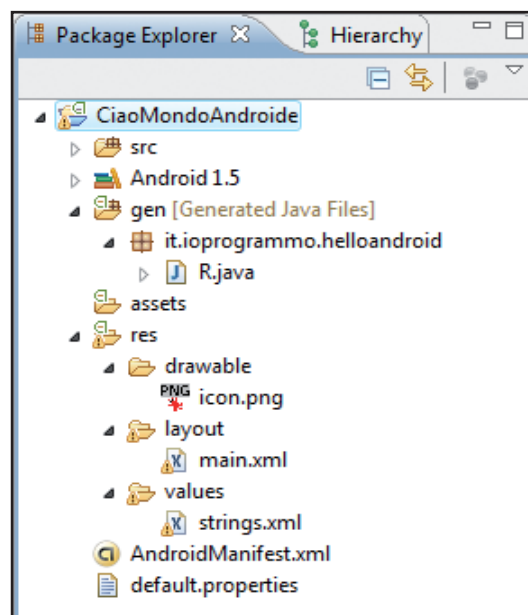 Package Explorer Hierarchy
CiaoMondoAndroide
src
Android 1.5
gen [Generated Java Files]
it.ioprogrammo.helloandroid
R.java
assets
res
drawable
PNG icon.png
layout
main.xml
values
strings.xml
AndroidManifest.xml
default.properties